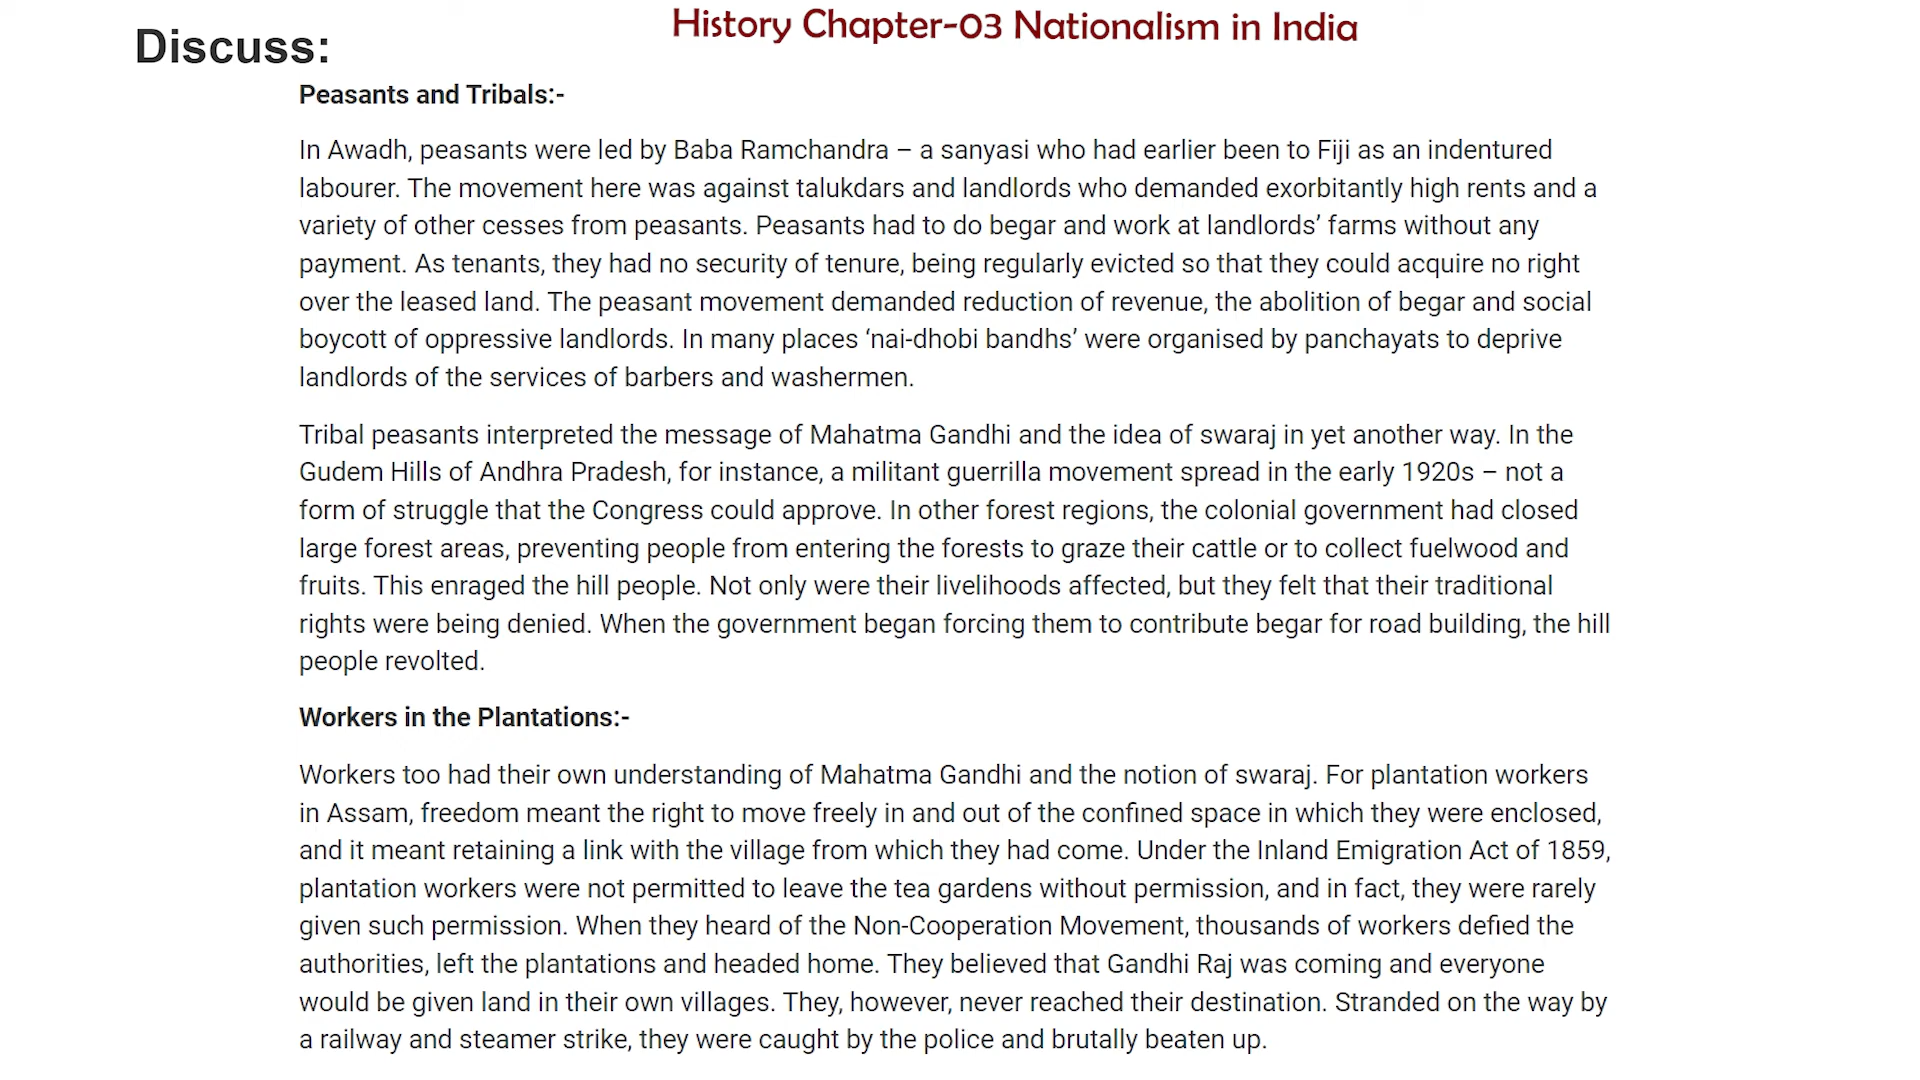 History Chapter-03 Nationalism in India
Discuss:
Peasants and Tribals:-
In Awadh, peasants were led by Baba Ramchandra – a sanyasi who had earlier been to Fiji as an indentured
labourer. The movement here was against talukdars and landlords who demanded exorbitantly high rents and a
variety of other cesses from peasants. Peasants had to do begar and work at landlords’ farms without any
payment. As tenants, they had no security of tenure, being regularly evicted so that they could acquire no right
over the leased land. The peasant movement demanded reduction of revenue, the abolition of begar and social
boycott of oppressive landlords. In many places ‘nai-dhobi bandhs’ were organised by panchayats to deprive
landlords of the services of barbers and washermen.
Tribal peasants interpreted the message of Mahatma Gandhi and the idea of swaraj in yet another way. In the
Gudem Hills of Andhra Pradesh, for instance, a militant guerrilla movement spread in the early 1920s – not a
form of struggle that the Congress could approve. In other forest regions, the colonial government had closed
large forest areas, preventing people from entering the forests to graze their cattle or to collect fuelwood and
fruits. This enraged the hill people. Not only were their livelihoods affected, but they felt that their traditional
rights were being denied. When the government began forcing them to contribute begar for road building, the hill
people revolted.
Workers in the Plantations:-
Workers too had their own understanding of Mahatma Gandhi and the notion of swaraj. For plantation workers
in Assam, freedom meant the right to move freely in and out of the confined space in which they were enclosed,
and it meant retaining a link with the village from which they had come. Under the Inland Emigration Act of 1859,
plantation workers were not permitted to leave the tea gardens without permission, and in fact, they were rarely
given such permission. When they heard of the Non-Cooperation Movement, thousands of workers defied the
authorities, left the plantations and headed home. They believed that Gandhi Raj was coming and everyone
would be given land in their own villages. They, however, never reached their destination. Stranded on the way by
a railway and steamer strike, they were caught by the police and brutally beaten up.